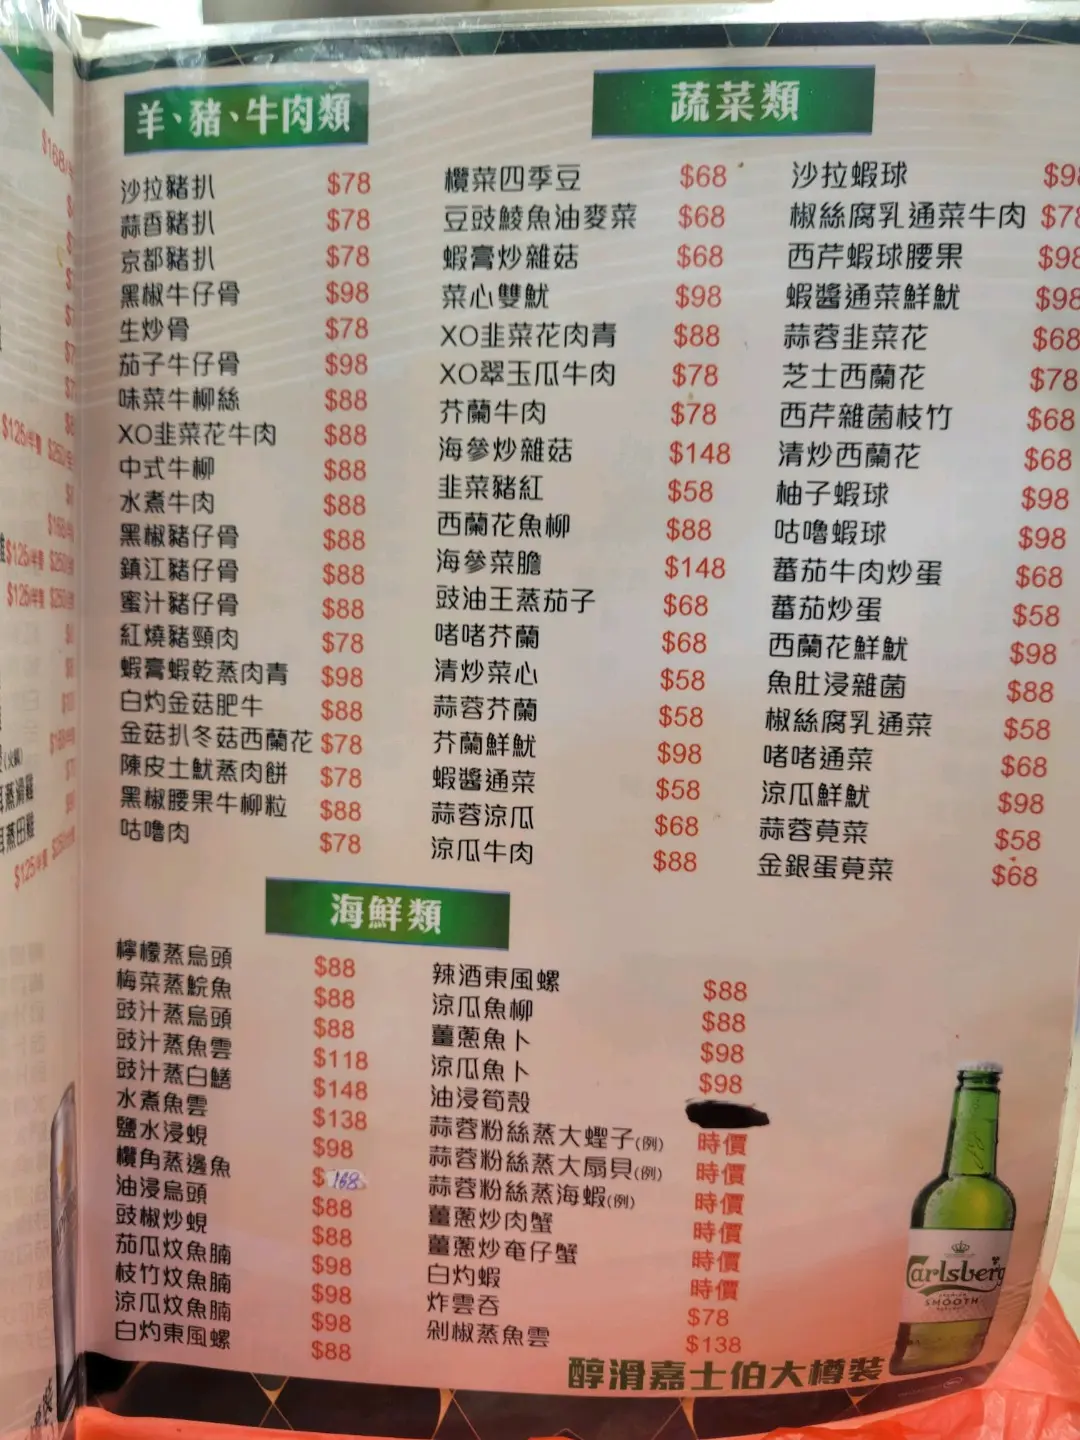 羊、豬、牛肉類
沙拉豬扒 $78
蒜香豬扒 $78
京都豬扒 $78
黑椒牛仔骨 $98
生炒骨 $78
茄子牛仔骨 $98
味菜牛柳絲 $88
XO韭菜花牛肉 $88
中式牛柳 $88
水煮牛肉 $88
黑椒豬仔骨 $88
鎮江豬仔骨 $88
蜜汁豬仔骨 $88
紅燒豬頸肉 $78
蝦膏蝦乾蒸肉青 $98
白灼金菇肥牛 $88
金菇扒冬菇西蘭花 $78
陳皮土魷蒸肉餅 $78
黑椒腰果牛柳粒 $88
咕嚕肉 $78
蔬菜類
欖菜四季豆 $68
豆豉鯪魚油麥菜 $68
蝦膏炒雜菇 $68
菜心雙魷 $98
XO韭菜花肉青 $88
XO翠玉瓜牛肉 $78
芥蘭牛肉 $78
海參炒雜菇 $148
韭菜豬紅 $58
西蘭花魚柳 $88
海參菜膽 $148
豉油王蒸茄子 $68
啫啫芥蘭 $68
清炒菜心 $58
蒜蓉芥蘭 $58
芥蘭鮮魷 $98
蝦醬通菜 $58
蒜蓉涼瓜 $68
涼瓜牛肉 $88
沙拉蝦球 $98
椒絲腐乳通菜牛肉 $78
西芹蝦球腰果 $98
蝦醬通菜鮮魷 $98
蒜蓉韭菜花 $68
芝士西蘭花 $78
西芹雜菌枝竹 $68
清炒西蘭花 $68
柚子蝦球 $98
咕嚕蝦球 $98
蕃茄牛肉炒蛋 $68
蕃茄炒蛋 $58
西蘭花鮮魷 $98
魚肚浸雜菌 $88
椒絲腐乳通菜 $58
啫啫通菜 $68
涼瓜鮮魷 $98
蒜蓉莧菜 $58
金銀蛋莧菜 $68
海鮮類
檸檬蒸烏頭 $88
梅菜蒸鯇魚 $88
豉汁蒸烏頭 $88
豉汁蒸魚雲 $118
豉汁蒸白鱔 $148
水煮魚雲 $138
鹽水浸蜆 $98
欖角蒸邊魚 $168
油浸烏頭 $88
豉椒炒蜆 $88
茄瓜炆魚腩 $98
枝竹炆魚腩 $98
涼瓜炆魚腩 $98
白灼東風螺 $88
辣酒東風螺 $88
涼瓜魚柳 $88
薑蔥魚卜 $98
涼瓜魚卜 $98
油浸筍殼
蒜蓉粉絲蒸大蟶子(例) 時價
蒜蓉粉絲蒸大扇貝(例) 時價
蒜蓉粉絲蒸海蝦(例) 時價
薑蔥炒肉蟹 時價
薑蔥炒奄仔蟹 時價
白灼蝦 時價
炸雲吞 $78
剁椒蒸魚雲 $138
Carlsberg
SMOOTH
醇滑嘉士伯大樽裝
$168/半
$125/半隻
$125/半隻 $250/隻
$125/半隻 $250/隻
(火鍋)
耳蒸滑雞
耳蒸田雞
$125/半隻